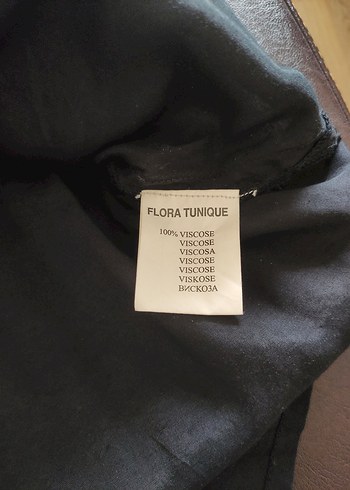 FLORA TUNIQUE
100% VISCOSE
VISCOSE
VISCOSA
VISCOSE
VISCOSE
VISKOSE
ВИСКОЗА